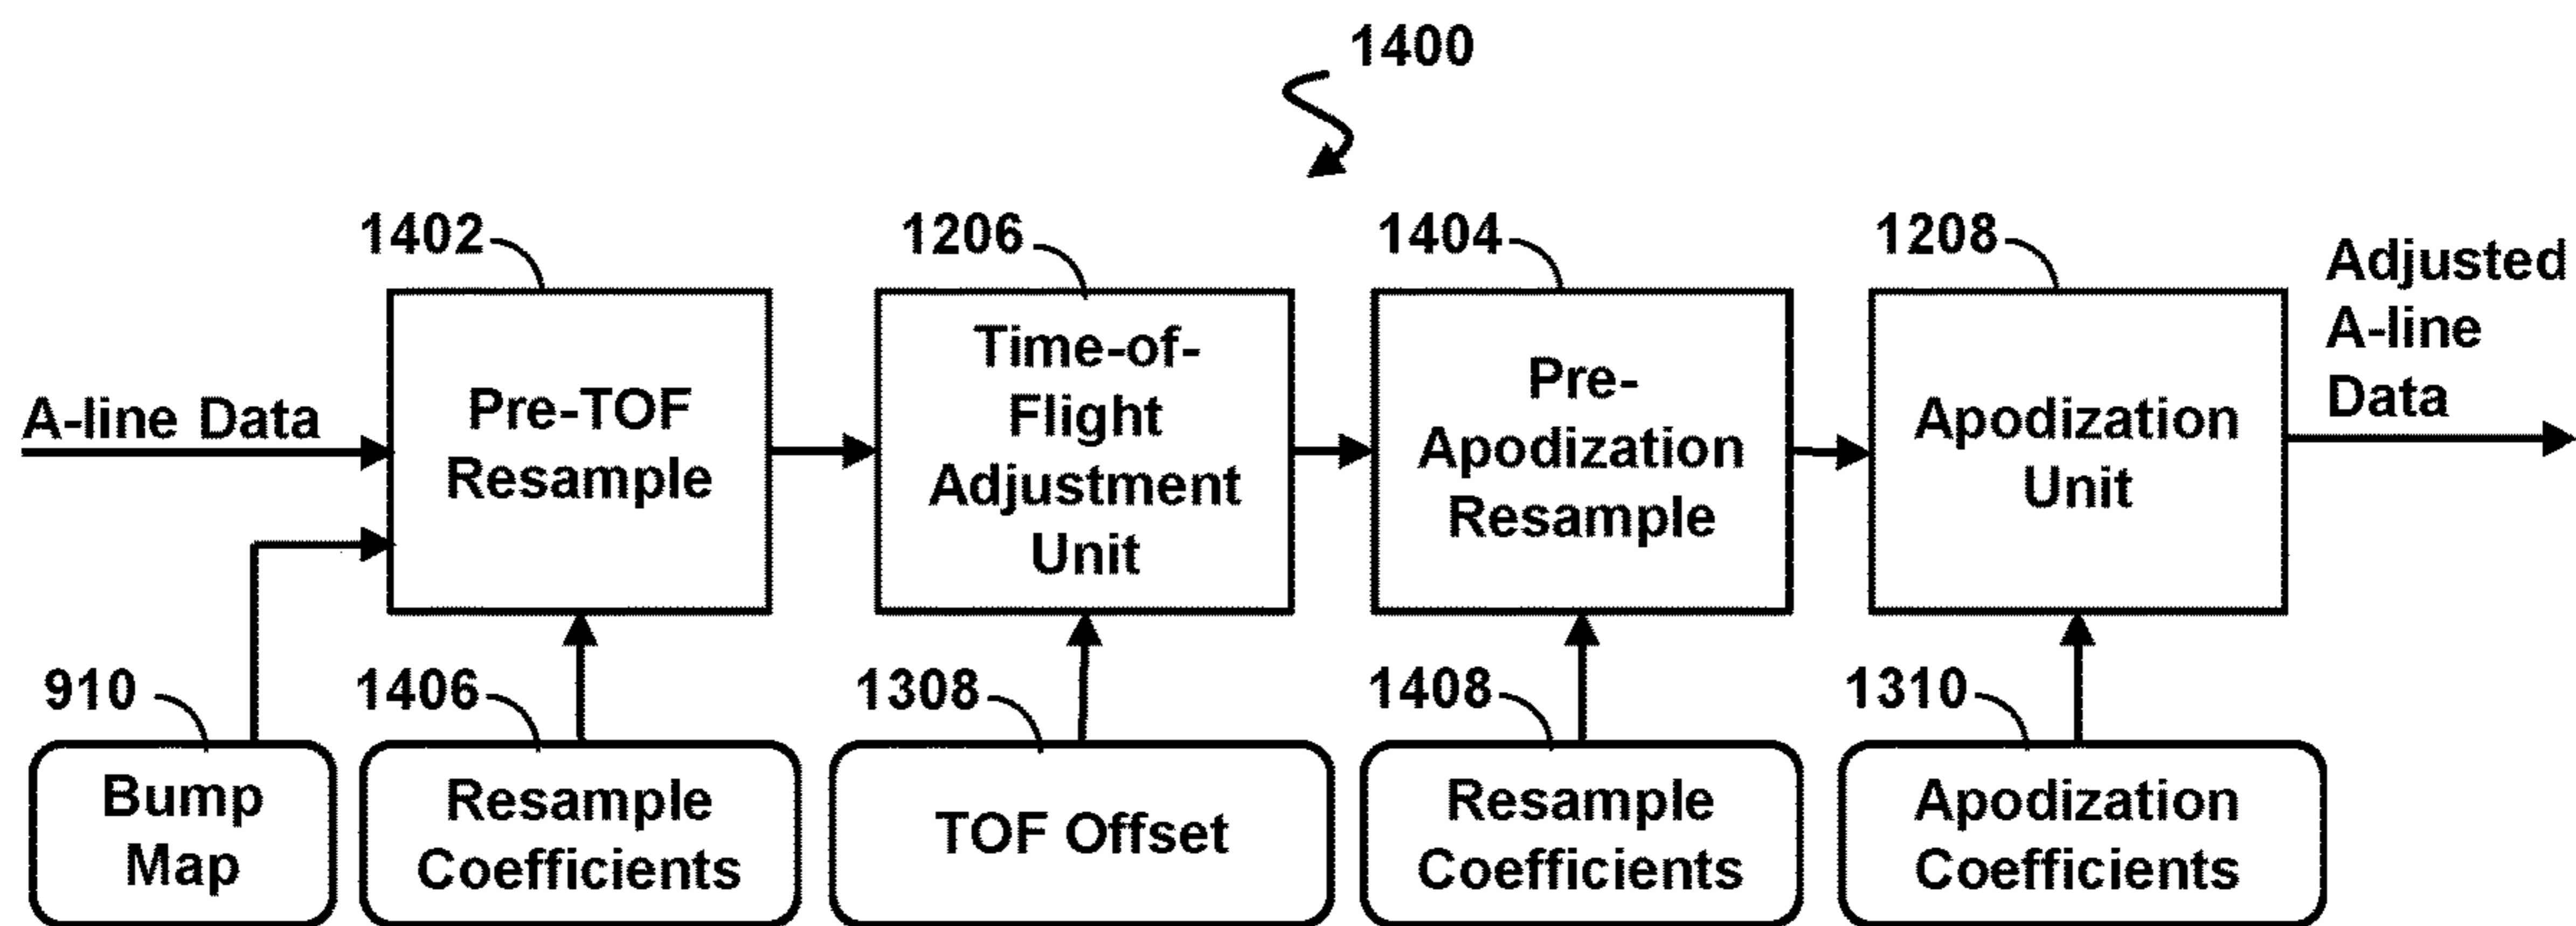 1400
1402
1206
1404
1208
Adjusted
A-line
Data
A-line Data
Pre-TOF
Resample
Time-of-
Flight
Adjustment
Unit
Pre-
Apodization
Resample
Apodization
Unit
910
1406
1308
1408
1310
Bump
Map
Resample
Coefficients
TOF Offset
Resample
Coefficients
Apodization
Coefficients